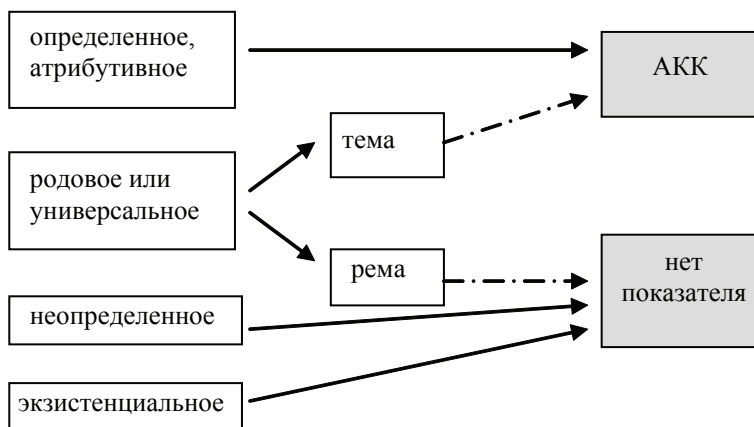 определенное,
атрибутивное
АКК
тема
родовое или
универсальное
рема
нет
показателя
неопределенное
экзистенциальное